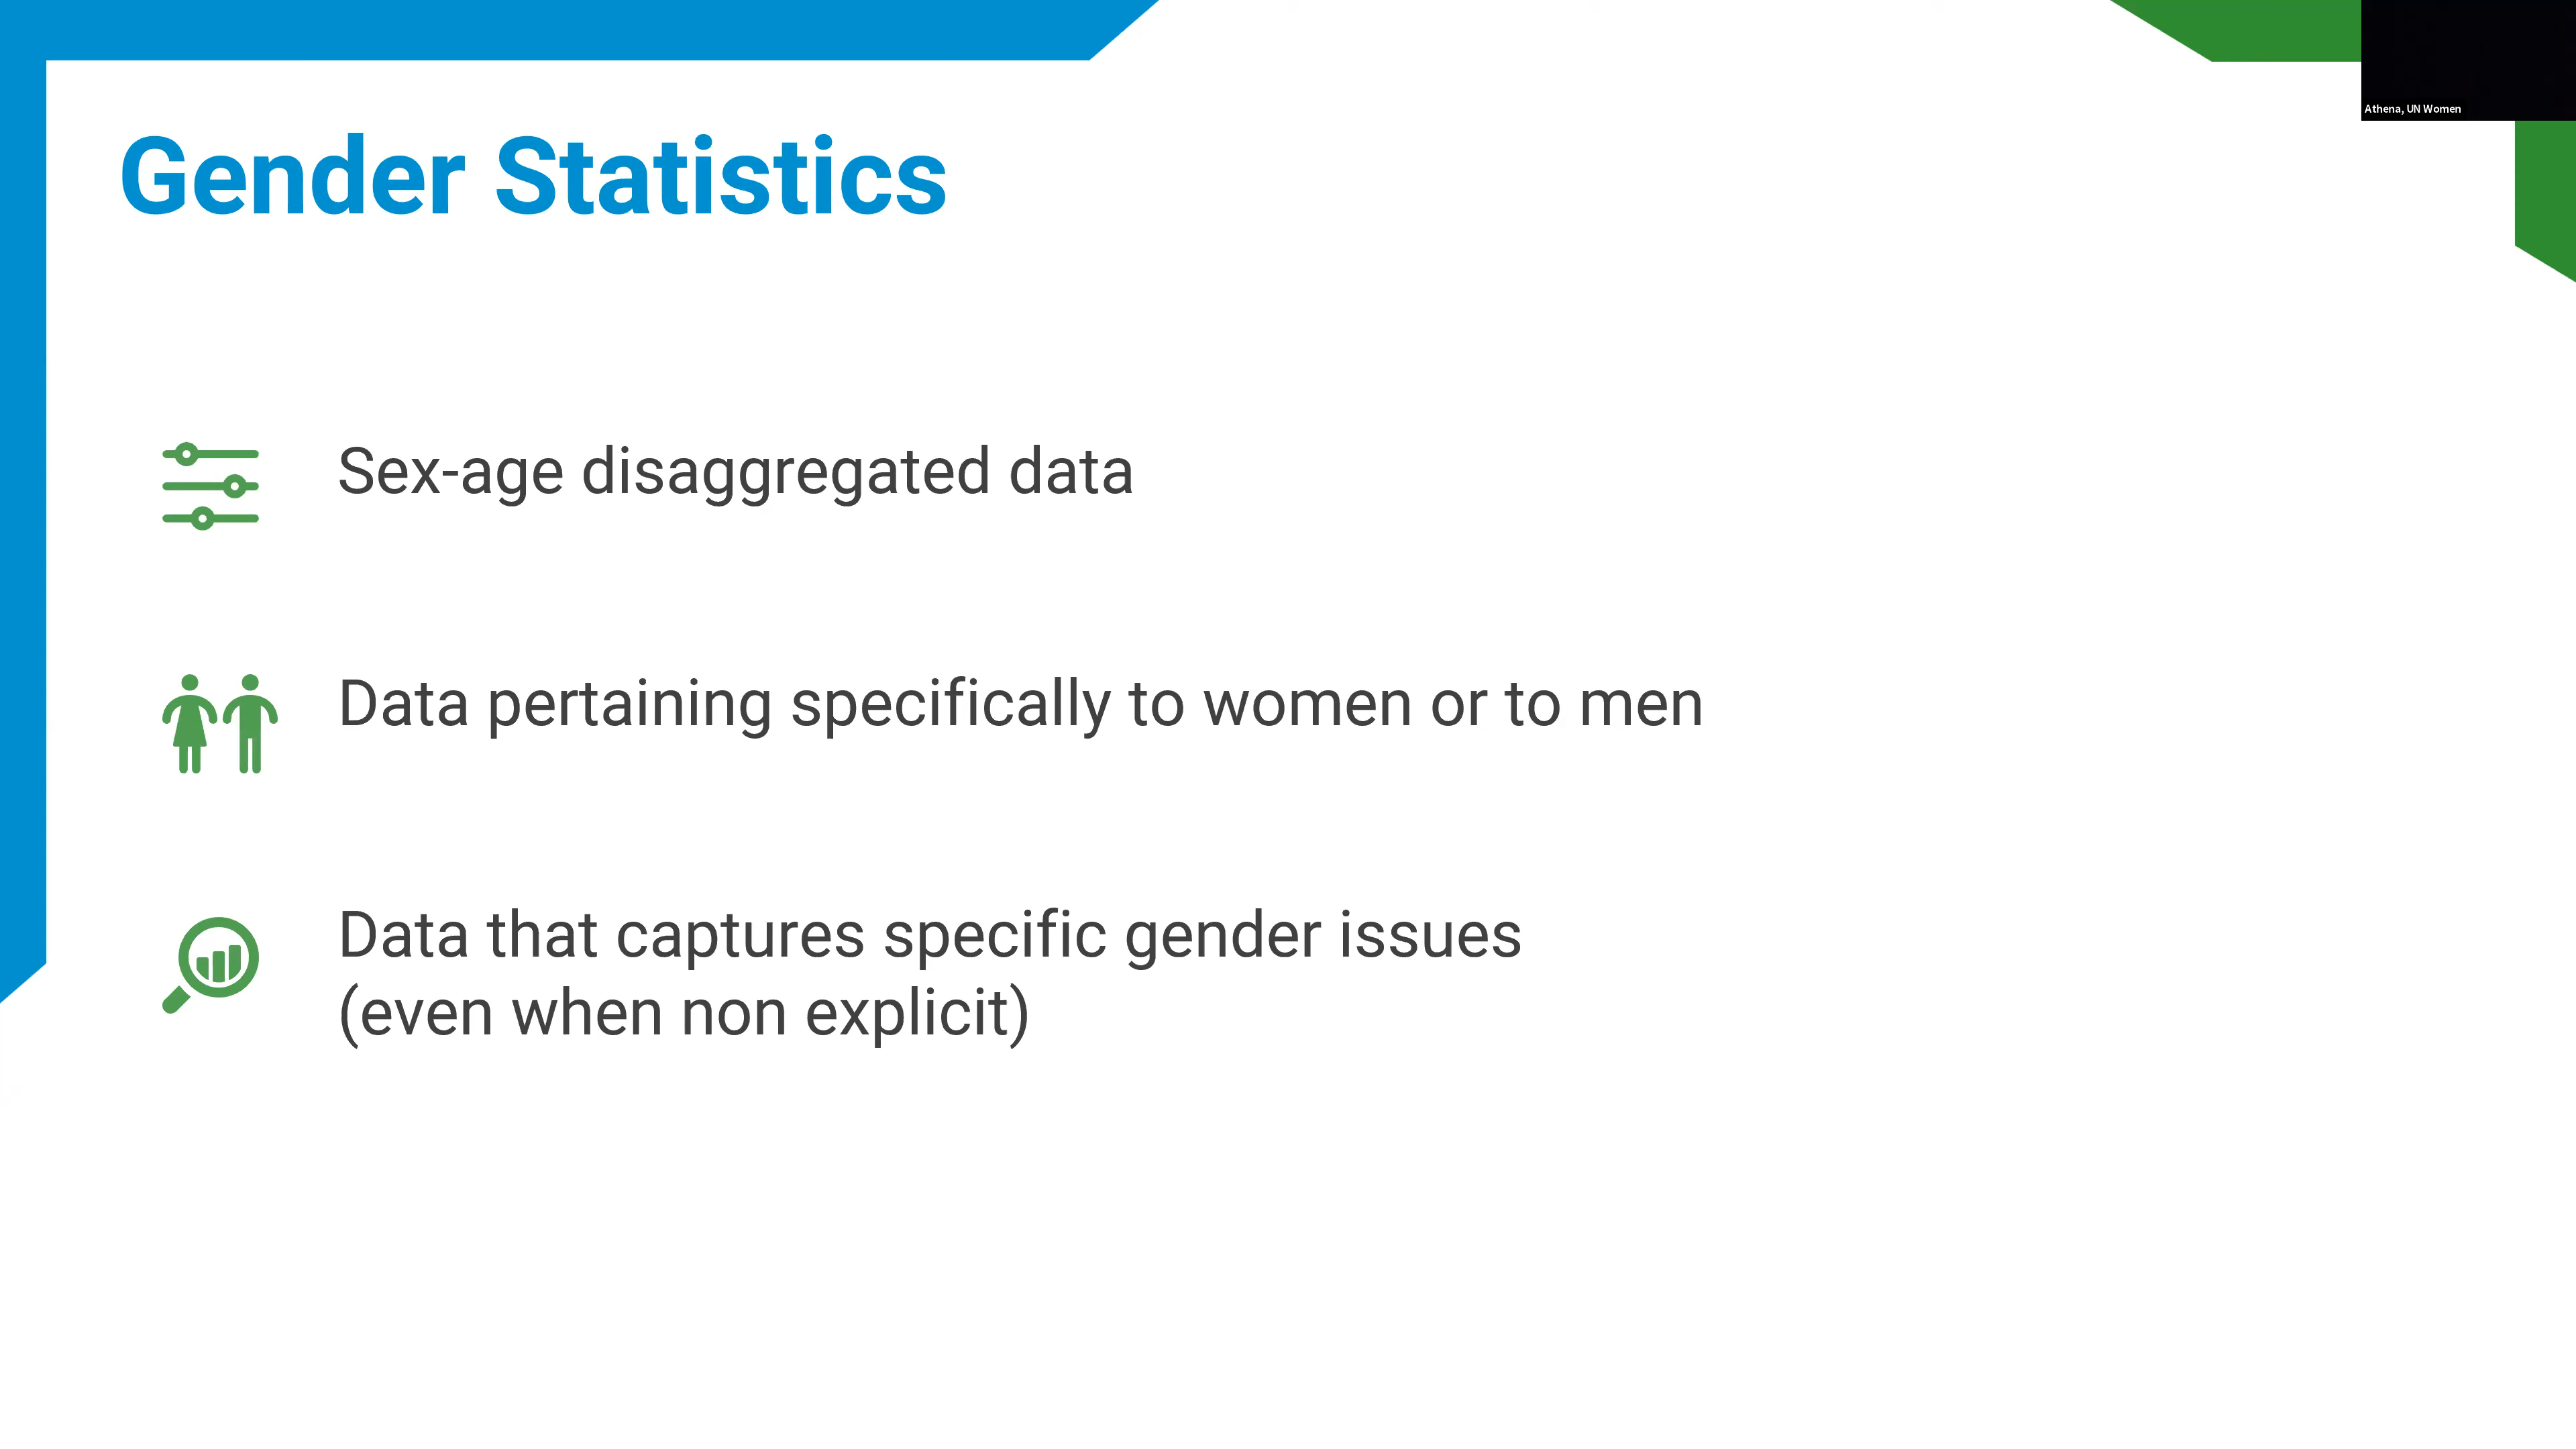 Athena, UN Women
Gender Statistics
Sex-age disaggregated data
Data pertaining specifically to women or to men
Data that captures specific gender issues
(even when non explicit)